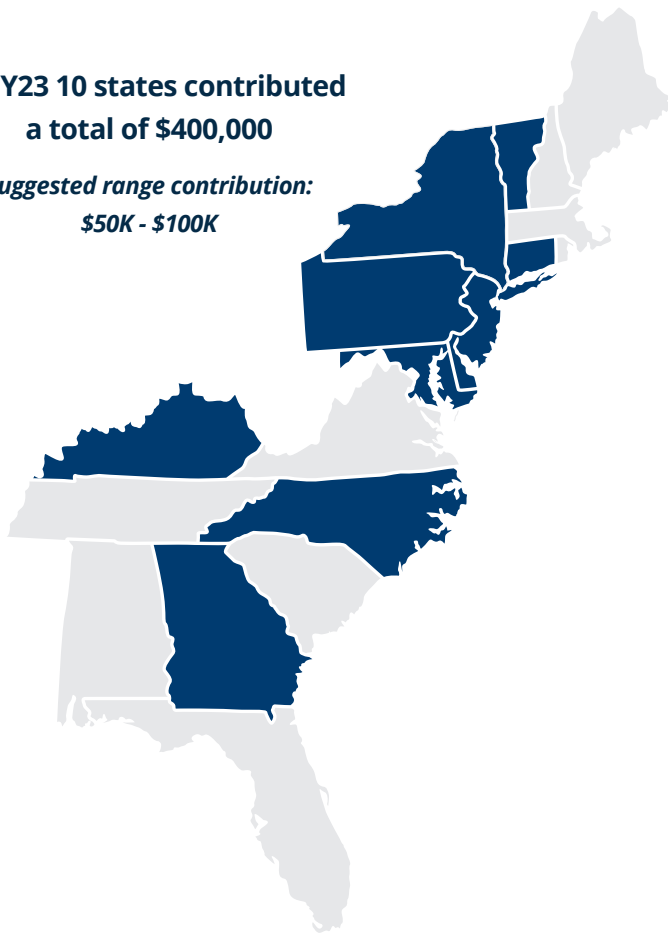 Y23 10 states contributed
a total of $400,000
uggested range contribution:
$50K - $100K